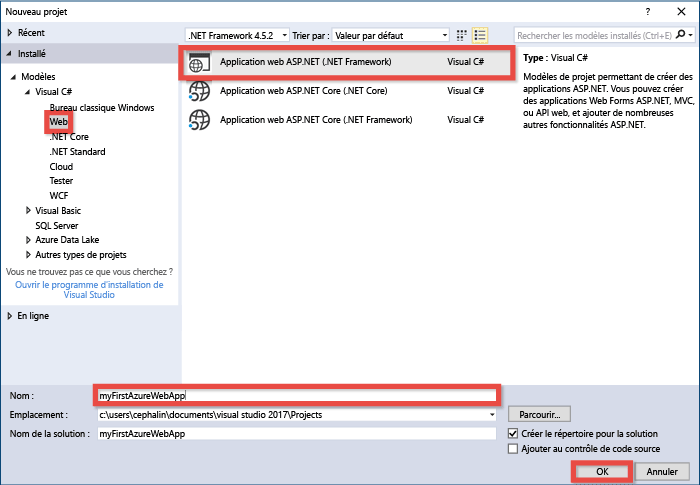 Nouveau projet
? 
Récent
.NET Framework 4.5.2
Trier par :
Valeur par défaut
Rechercher les modèles installés (Ctrl+E)
Installé
Modèles
Visual C#
Bureau classique Windows
Web
.NET Core
.NET Standard
Cloud
Tester
WCF
Visual Basic
SQL Server
Azure Data Lake
Autres types de projets
Vous ne trouvez pas ce que vous cherchez ?
Ouvrir le programme d'installation de
Visual Studio
En ligne
Application web ASP.NET (.NET Framework) Visual C#
Application web ASP.NET Core (.NET Core) Visual C#
Application web ASP.NET Core (.NET Framework) Visual C#
Type : Visual C#
Modèles de projet permettant de créer des
applications ASP.NET. Vous pouvez créer
des applications Web Forms ASP.NET, MVC,
ou API web, et ajouter de nombreuses
autres fonctionnalités ASP.NET.
Nom : myFirstAzureWebApp
Emplacement : c:\users\cephalin\documents\visual studio 2017\Projects
Parcourir...
Nom de la solution : myFirstAzureWebApp
Créer le répertoire pour la solution
Ajouter au contrôle de code source
OK
Annuler